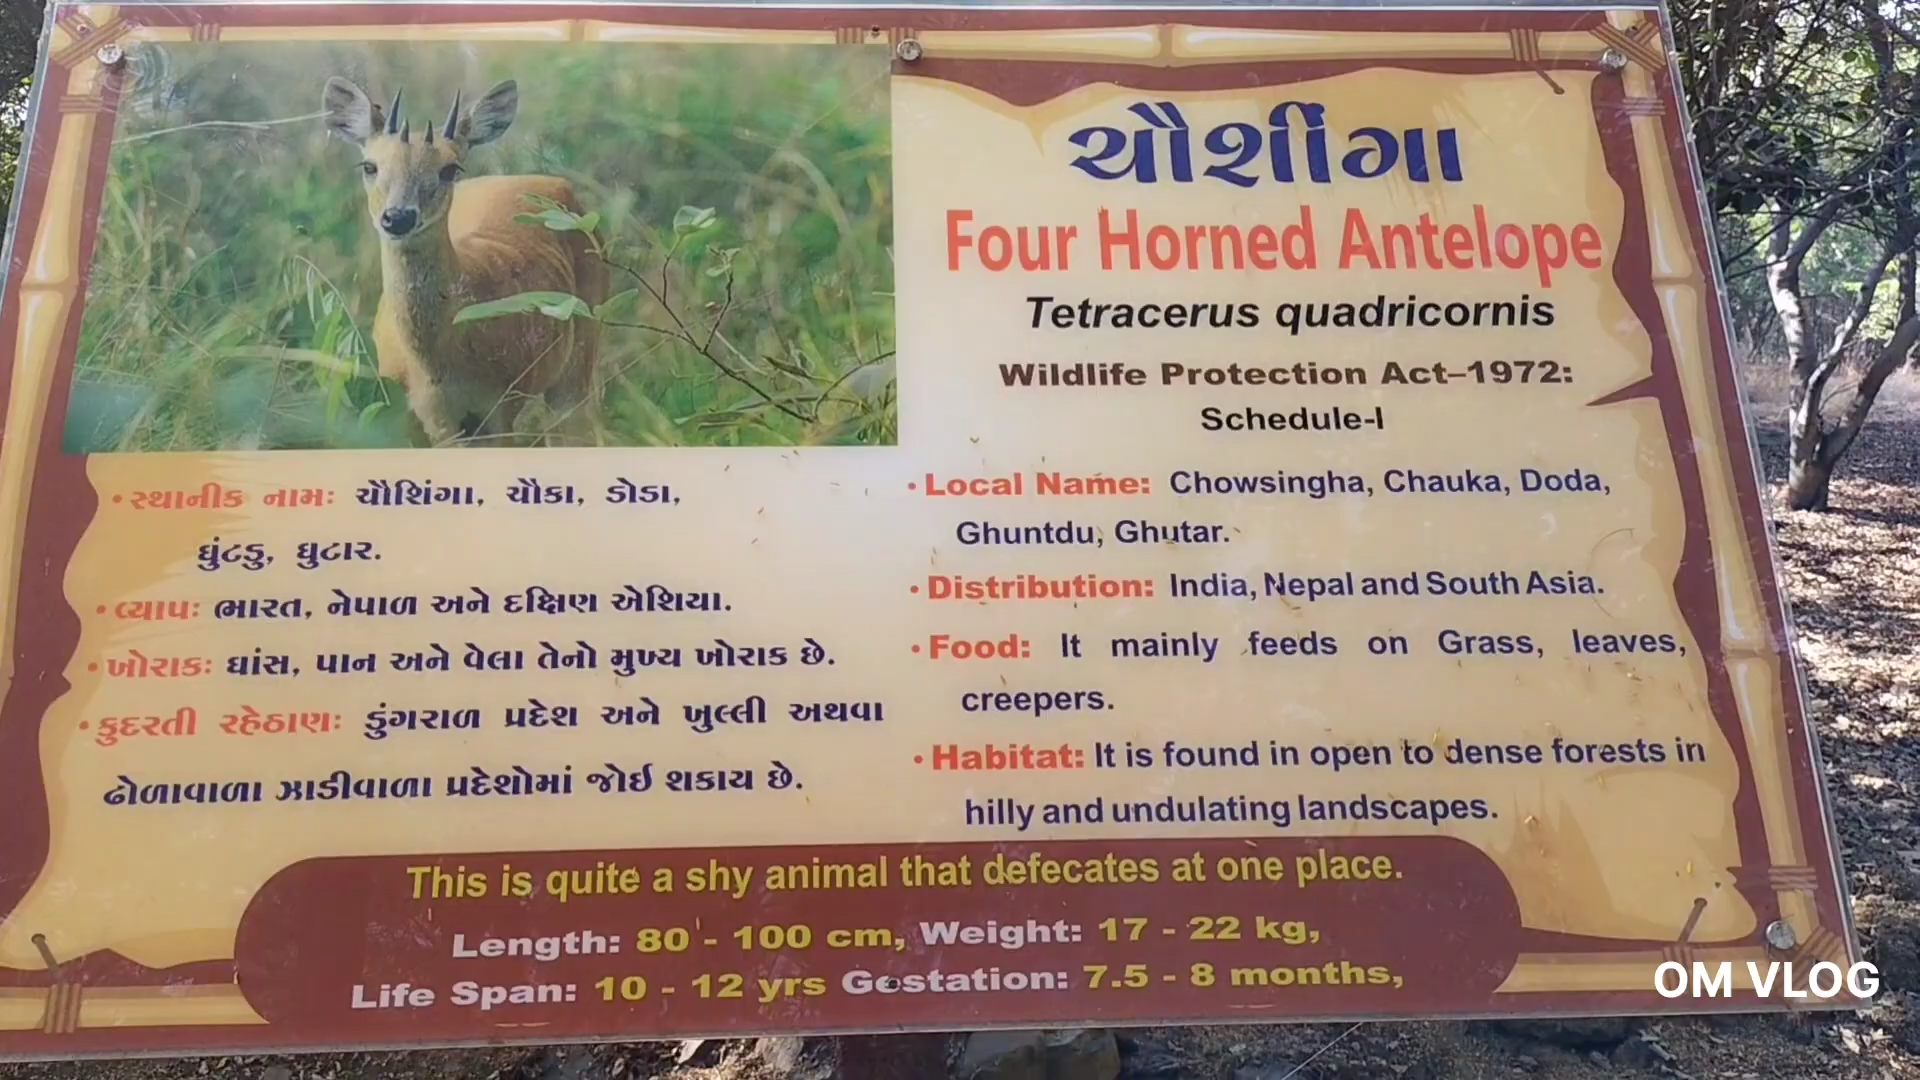 ચૌશીંગા
Four Horned Antelope
Tetracerus quadricornis
Wildlife Protection Act–1972:
Schedule-I
• સ્થાનીક નામઃ ચૌશિંગા, ચૌકા, ડોડા,
ઘુંટડુ, ઘુટાર.
• વ્યાપઃ ભારત, નેપાળ અને દક્ષિણ એશિયા.
• ખોરાકઃ ઘાંસ, પાન અને વેલા તેનો મુખ્ય ખોરાક છે.
• કુદરતી રહેઠાણઃ ડુંગરાળ પ્રદેશ અને ખુલ્લી અથવા
ઢોળાવાળા ઝાડીવાળા પ્રદેશોમાં જોઈ શકાય છે.
• Local Name: Chowsingha, Chauka, Doda,
Ghuntdu, Ghutar.
• Distribution: India, Nepal and South Asia.
• Food: It mainly feeds on Grass, leaves,
creepers.
• Habitat: It is found in open to dense forests in
hilly and undulating landscapes.
This is quite a shy animal that defecates at one place.
Length: 80 - 100 cm, Weight: 17 - 22 kg,
Life Span: 10 - 12 yrs Gestation: 7.5 - 8 months,
OM VLOG